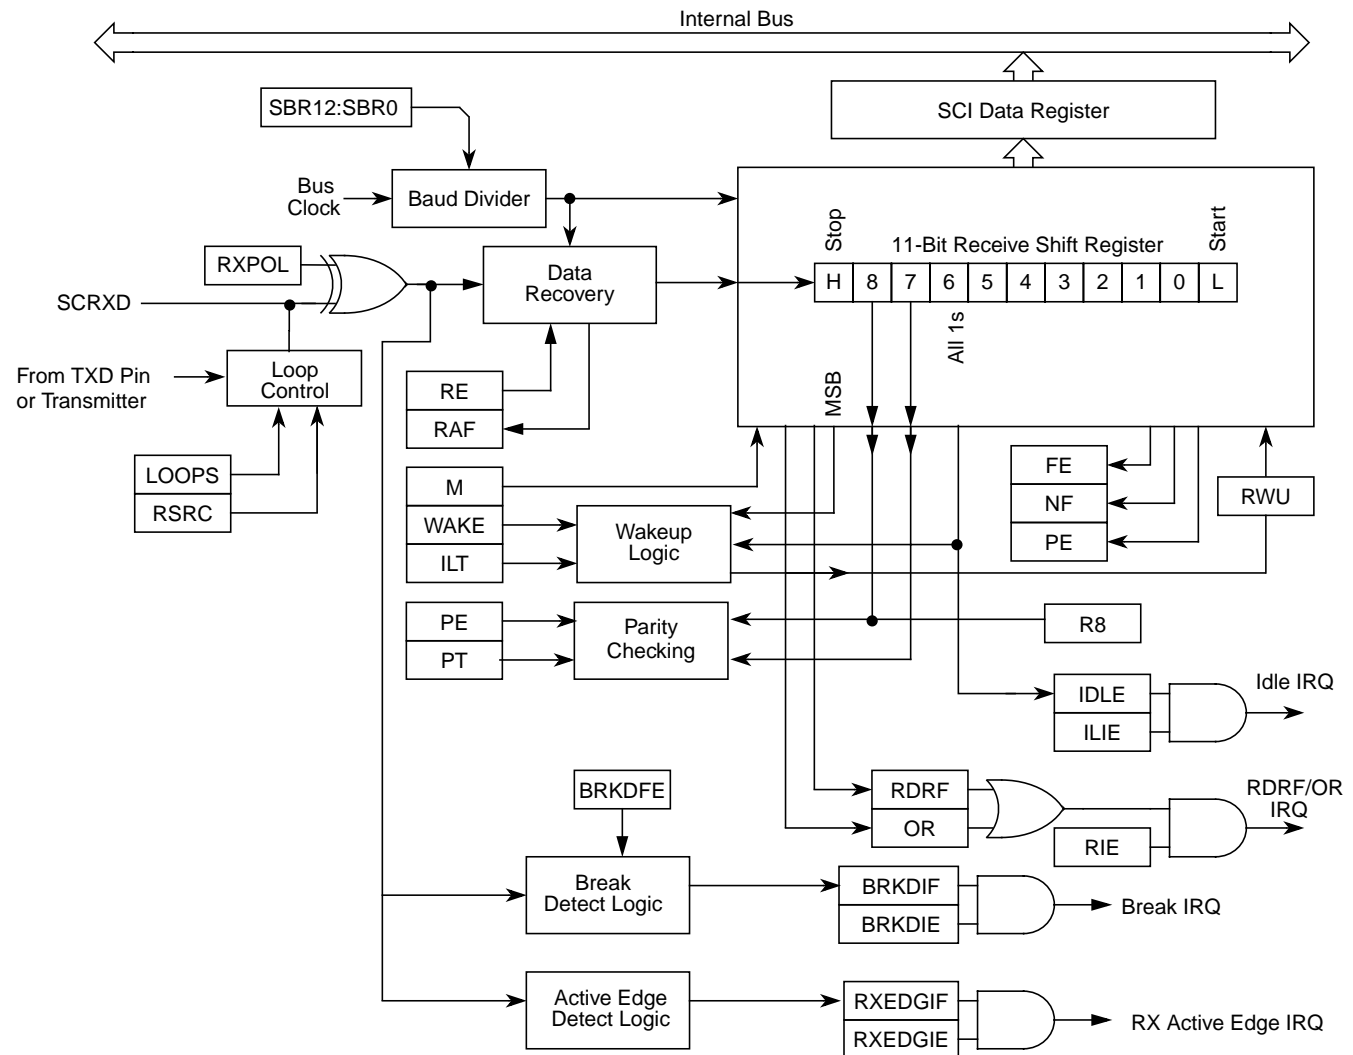 Internal Bus
SBR12:SBR0
SCI Data Register
Bus
Clock
Baud Divider
Stop
11-Bit Receive Shift Register
Start
RXPOL
Data
Recovery
H 8 7 6 5 4 3 2 1 0 L
SCRXD
All 1s
From TXD Pin
or Transmitter
Loop
Control
MSB
RE
RAF
LOOPS
RSRC
M
WAKE
ILT
Wakeup
Logic
FE
NF
PE
RWU
PE
PT
Parity
Checking
R8
IDLE
ILIE
Idle IRQ
BRKDFE
RDRF
OR
RIE
RDRF/OR
IRQ
Break
Detect Logic
BRKDIF
BRKDIE
Break IRQ
Active Edge
Detect Logic
RXEDGIF
RXEDGIE
RX Active Edge IRQ